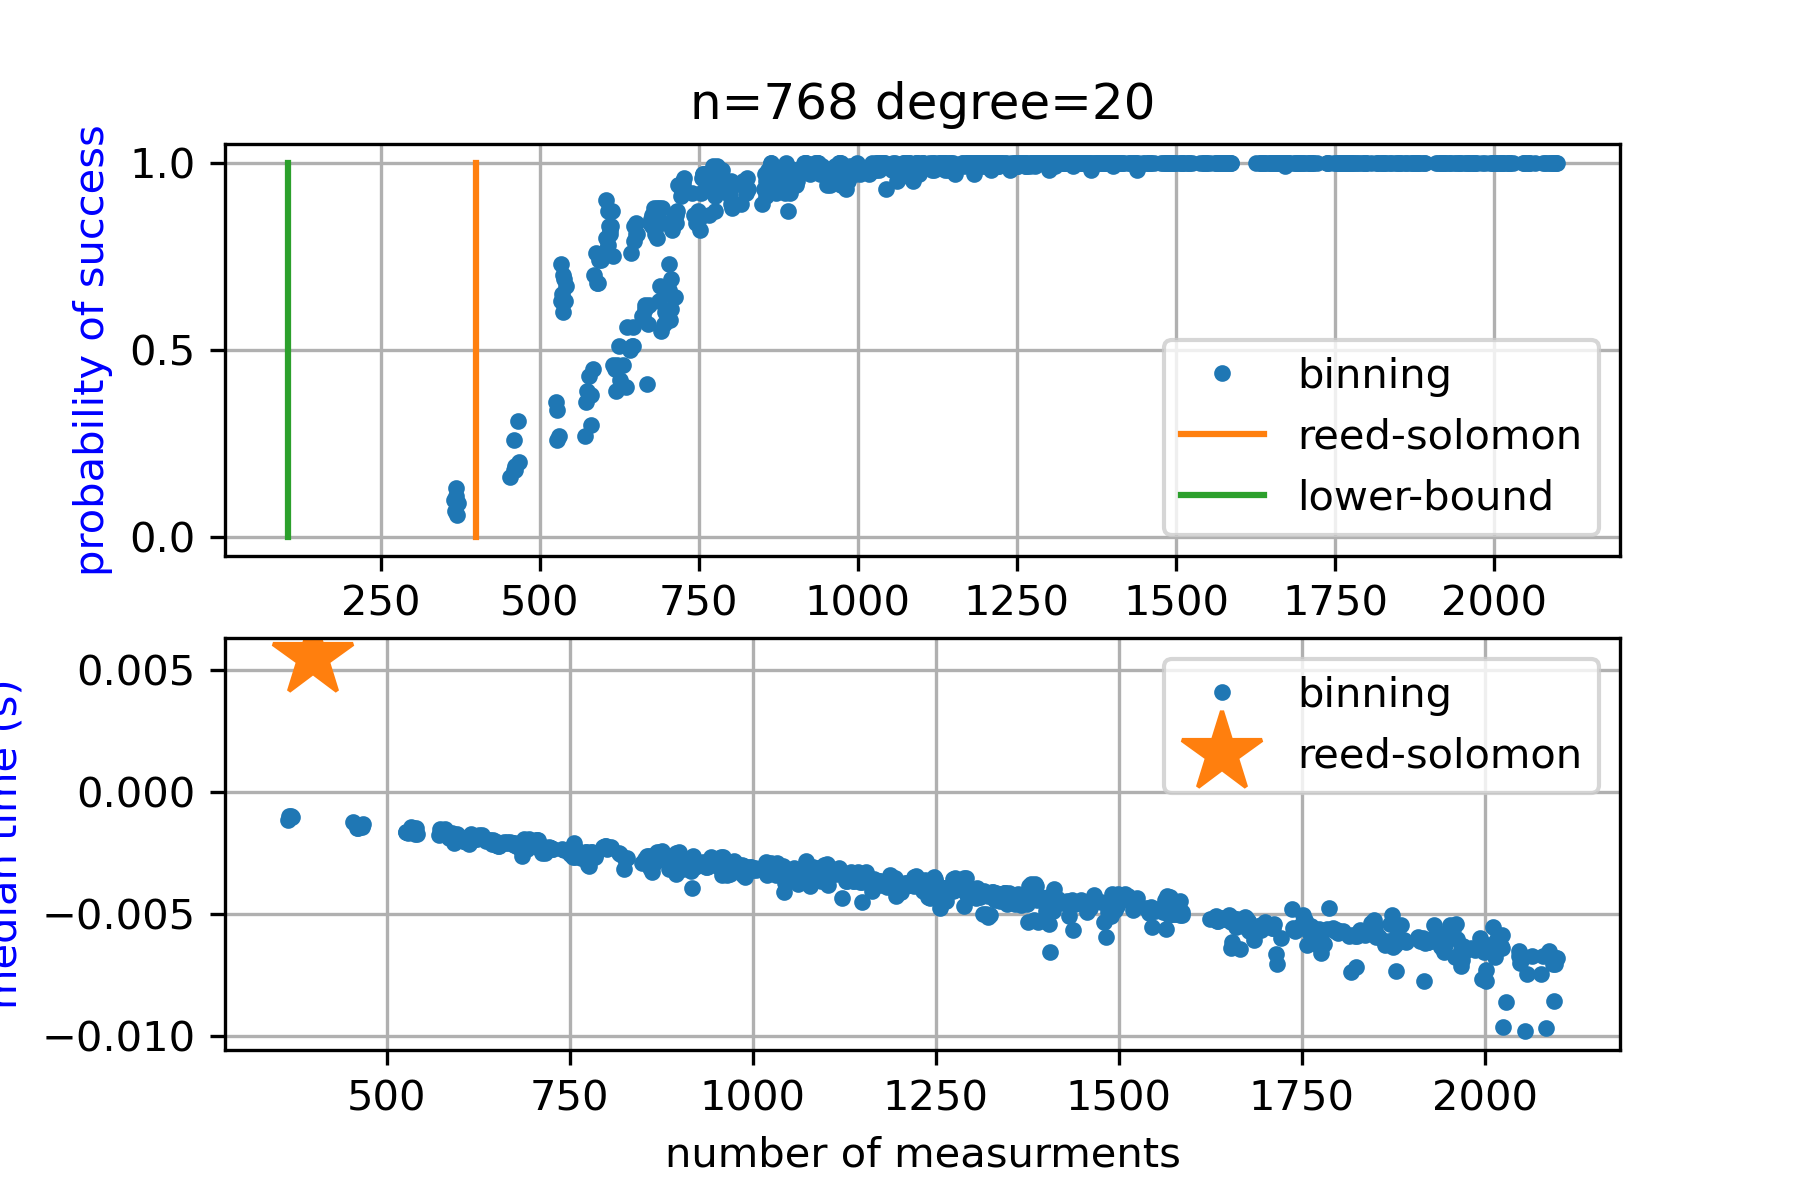 n=768 degree=20
probability of success
1.0
0.5
0.0
binning
reed-solomon
lower-bound
250 500 750 1000 1250 1500 1750 2000
median time (s)
0.005
0.000
−0.005
−0.010
binning
reed-solomon
500 750 1000 1250 1500 1750 2000
number of measurments